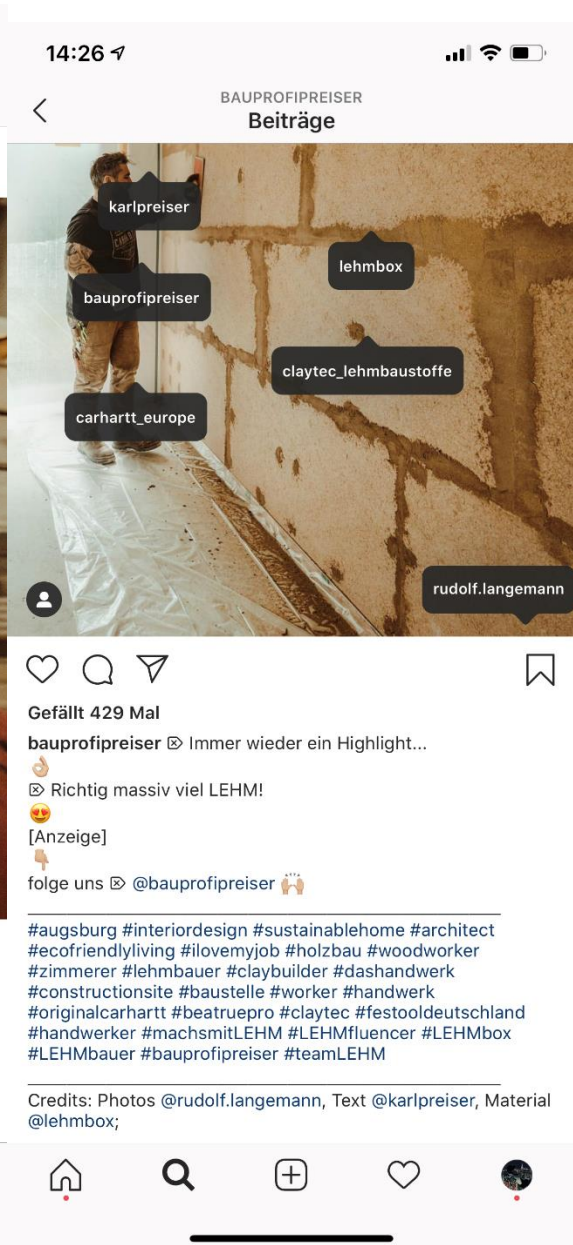 14:26
BAUPROFIPREISER
Beiträge
karlpreiser
lehmbox
bauprofipreiser
claytec_lehmbaustoffe
carhartt_europe
rudolf.langemann
Gefällt 429 Mal
bauprofipreiser ⌦ Immer wieder ein Highlight...
👌🏼
⌦ Richtig massiv viel LEHM!
😍
[Anzeige]
👇🏼
folge uns ⌦ @bauprofipreiser 🙌🏼
#augsburg #interiordesign #sustainablehome #architect
#ecofriendlyliving #ilovemyjob #holzbau #woodworker
#zimmerer #lehmbauer #claybuilder #dashandwerk
#constructionsite #baustelle #worker #handwerk
#originalcarhartt #beatruepro #claytec #festooldeutschland
#handwerker #machsmitLEHM #LEHMfluencer #LEHMbox
#LEHMbauer #bauprofipreiser #teamLEHM
Credits: Photos @rudolf.langemann, Text @karlpreiser, Material
@lehmbox;